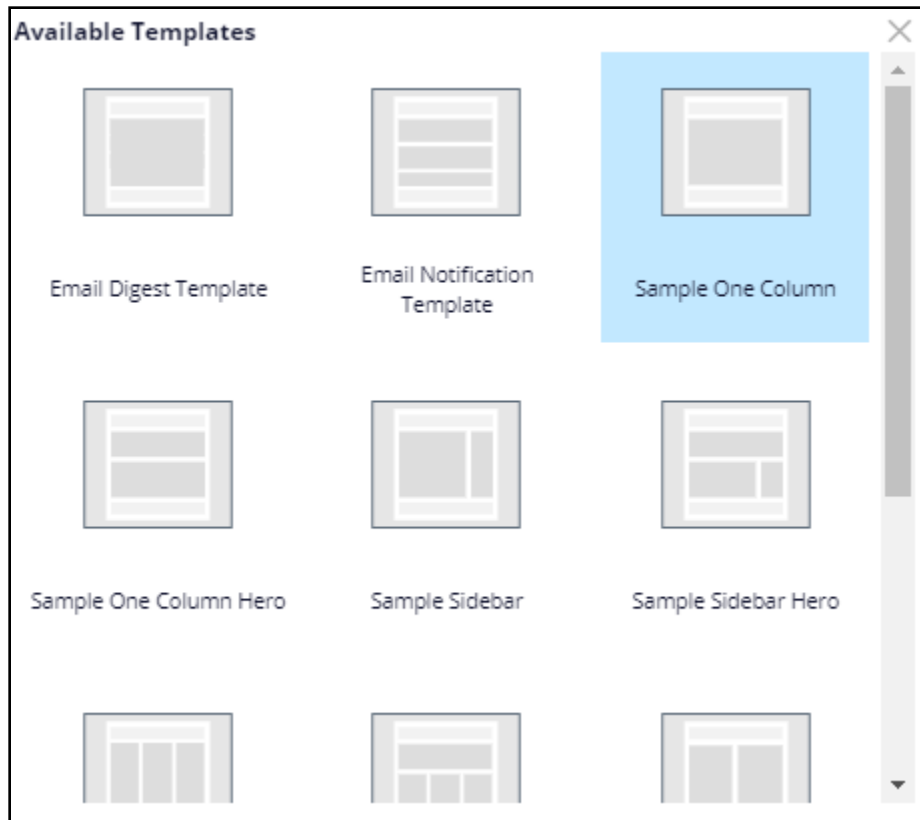 Available Templates
Email Digest Template
Email Notification
Template
Sample One Column
Sample One Column Hero
Sample Sidebar
Sample Sidebar Hero